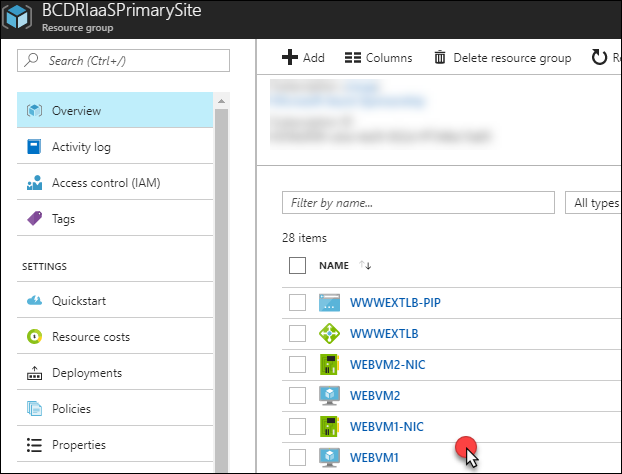 BCDRIaaSPrimarySite
Resource group
Search (Ctrl+/)
Overview
Activity log
Access control (IAM)
Tags
SETTINGS
Quickstart
Resource costs
Deployments
Policies
Properties
Add
Columns
Delete resource group
Filter by name...
All types
28 items
NAME
WWWEXTLB-PIP
WWWEXTLB
WEBVM2-NIC
WEBVM2
WEBVM1-NIC
WEBVM1